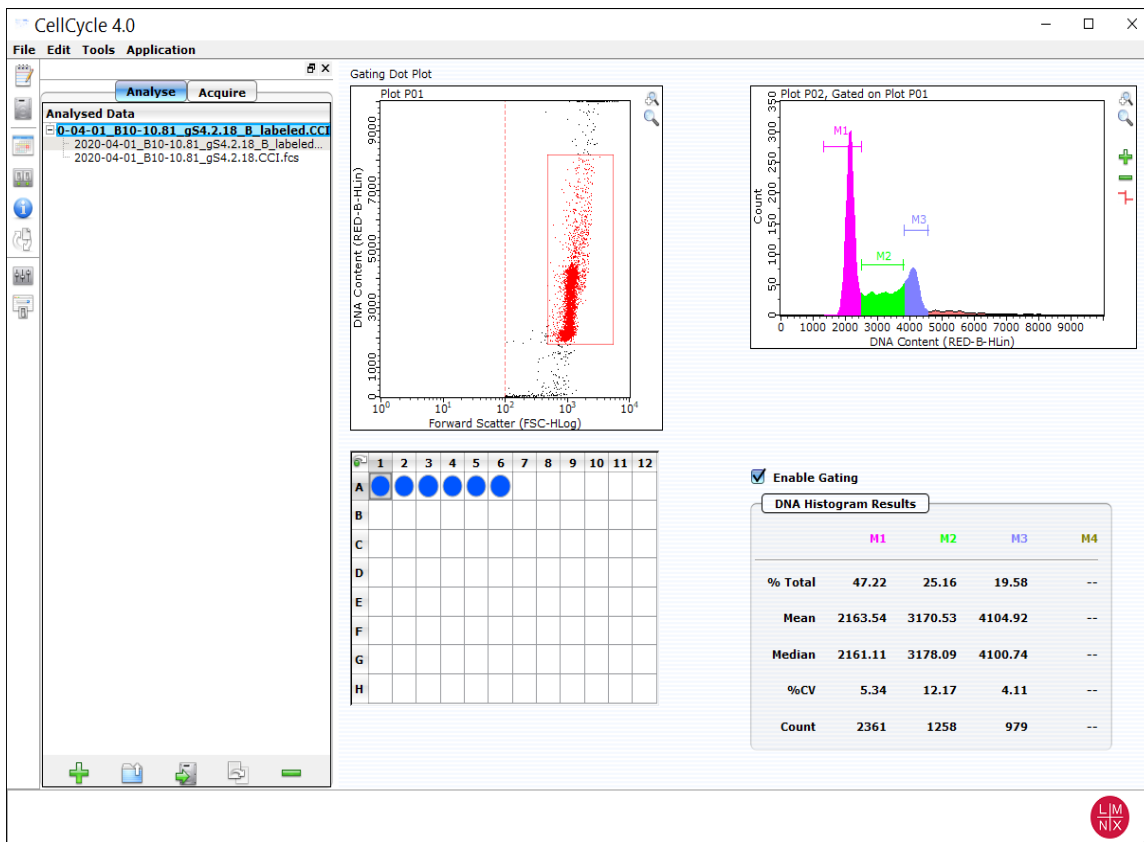 CellCycle 4.0
File Edit Tools Application
Analyse Acquire
Analysed Data
0-04-01_B10-10.81_gS4.2.18_B_labeled.CCI
2020-04-01_B10-10.81_gS4.2.18_B_labeled...
2020-04-01_B10-10.81_gS4.2.18.CCI.fcs
Gating Dot Plot
Plot P01
DNA Content (RED-B-HLin)
0 1000 3000 5000 7000 9000
10^0 10^1 10^2 10^3 10^4
Forward Scatter (FSC-HLog)
Plot P02, Gated on Plot P01
Count
0 50 100 150 200 250 300 350
M1
M2
M3
0 1000 2000 3000 4000 5000 6000 7000 8000 9000
DNA Content (RED-B-HLin)
1 2 3 4 5 6 7 8 9 10 11 12
A
B
C
D
E
F
G
H
Enable Gating
DNA Histogram Results
M1 M2 M3 M4
% Total 47.22 25.16 19.58 --
Mean 2163.54 3170.53 4104.92 --
Median 2161.11 3178.09 4100.74 --
%CV 5.34 12.17 4.11 --
Count 2361 1258 979 --
L M
N X